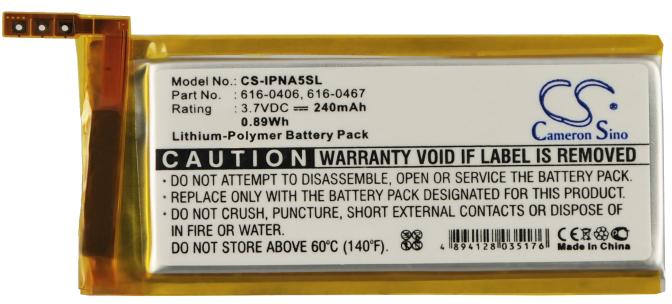 Model No.: CS-IPNA5SL
Part No. : 616-0406, 616-0467
Rating : 3.7VDC ⎓ 240mAh
0.89Wh
Lithium-Polymer Battery Pack
CS
Cameron Sino
CAUTION WARRANTY VOID IF LABEL IS REMOVED
• DO NOT ATTEMPT TO DISASSEMBLE, OPEN OR SERVICE THE BATTERY PACK.
• REPLACE ONLY WITH THE BATTERY PACK DESIGNATED FOR THIS PRODUCT.
• DO NOT CRUSH, PUNCTURE, SHORT EXTERNAL CONTACTS OR DISPOSE OF IN FIRE OR WATER.
DO NOT STORE ABOVE 60°C (140°F).
4 894128 035176
CE
Made In China